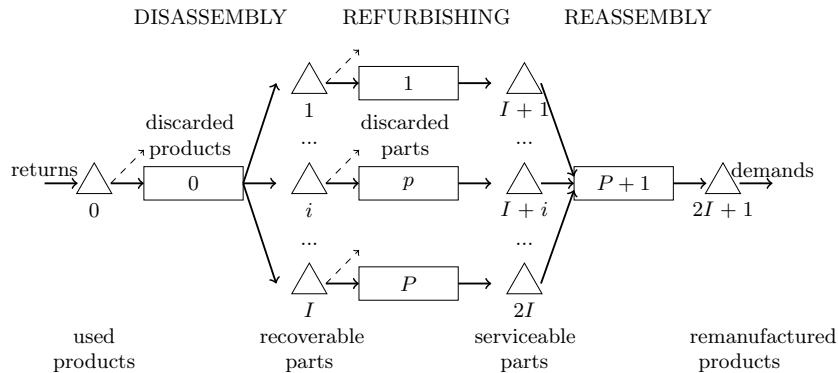 DISASSEMBLY REFURBISHING REASSEMBLY
1
1
I + 1
... discarded products
... discarded parts
...
returns
0
0
i
p
I + i
P + 1
2I + 1
demands
...
...
I
P
2I
used products
recoverable parts
serviceable parts
remanufactured products